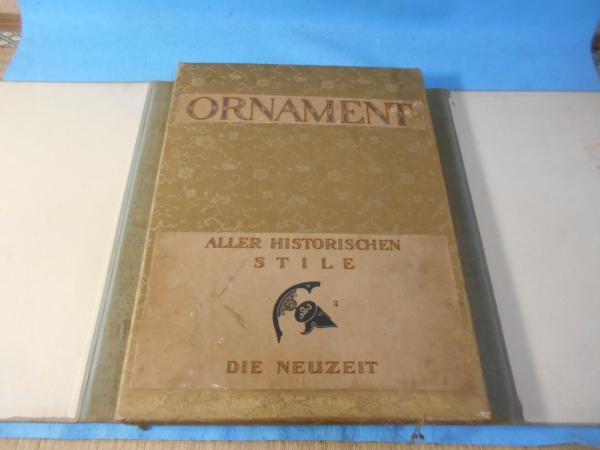 ORNAMENT
ALLER HISTORISCHEN
STILE
DIE NEUZEIT